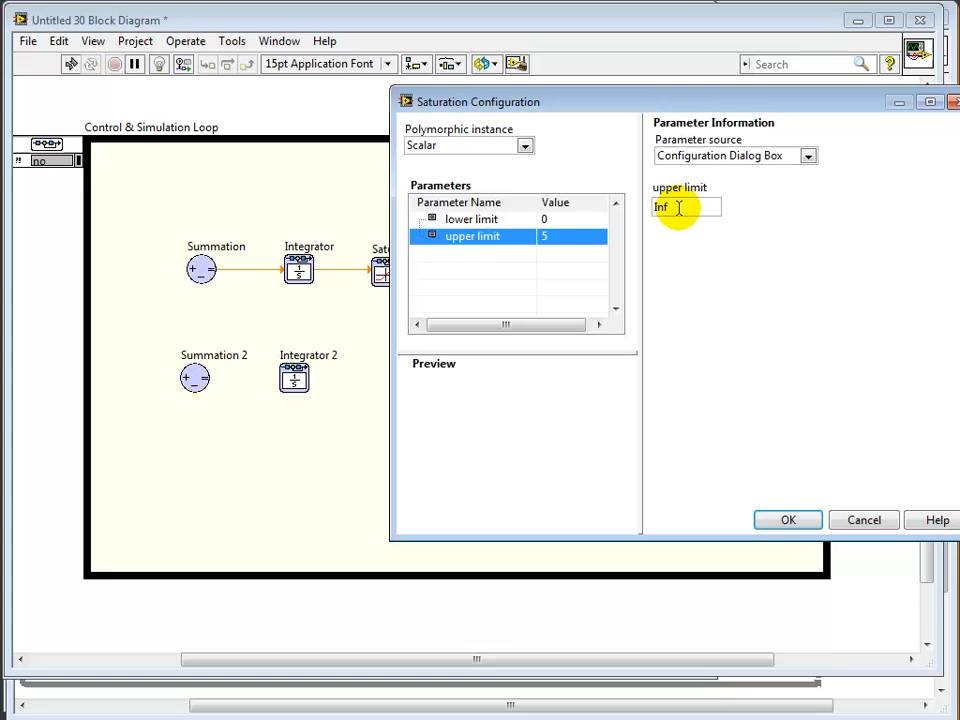 Untitled 30 Block Diagram *
File Edit View Project Operate Tools Window Help
15pt Application Font
Search
?
Control & Simulation Loop
no
Summation
Integrator
Summation 2
Integrator 2
Saturation Configuration
Polymorphic instance
Scalar
Parameters
Parameter Name Value
lower limit 0
upper limit 5
Preview
Parameter Information
Parameter source
Configuration Dialog Box
upper limit
Inf
OK Cancel Help